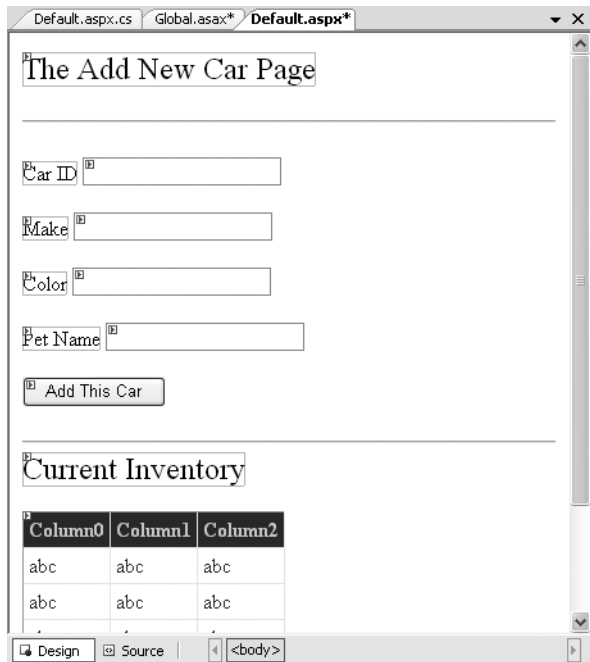 Default.aspx.cs Global.asax* Default.aspx*
The Add New Car Page
Car ID
Make
Color
Pet Name
Add This Car
Current Inventory
Column0 Column1 Column2
abc abc abc
abc abc abc
Design Source <body>